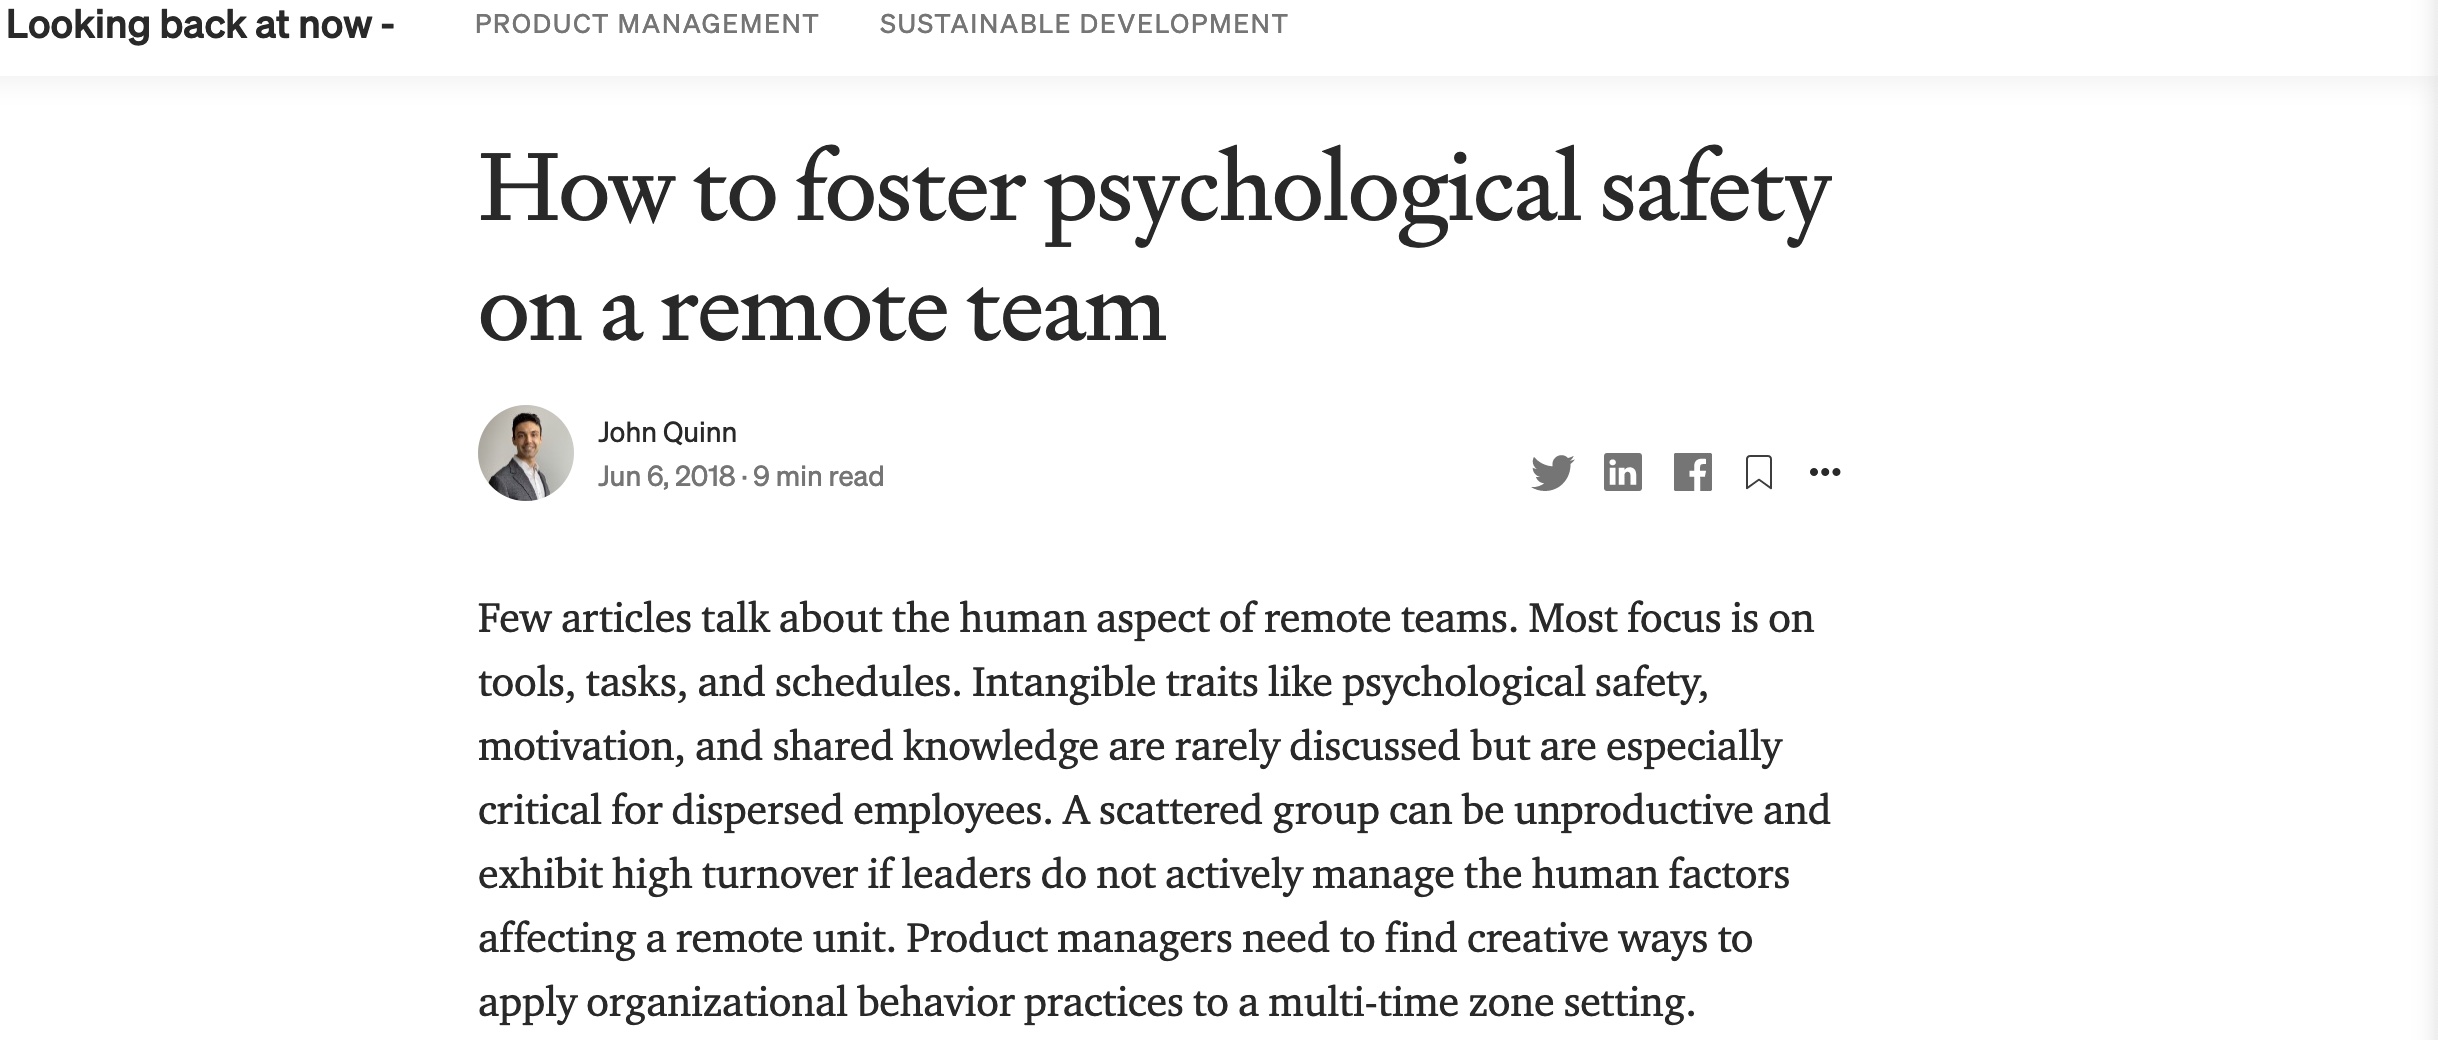 Looking back at now -
PRODUCT MANAGEMENT
SUSTAINABLE DEVELOPMENT
How to foster psychological safety
on a remote team
John Quinn
Jun 6, 2018 · 9 min read
Few articles talk about the human aspect of remote teams. Most focus is on
tools, tasks, and schedules. Intangible traits like psychological safety,
motivation, and shared knowledge are rarely discussed but are especially
critical for dispersed employees. A scattered group can be unproductive and
exhibit high turnover if leaders do not actively manage the human factors
affecting a remote unit. Product managers need to find creative ways to
apply organizational behavior practices to a multi-time zone setting.